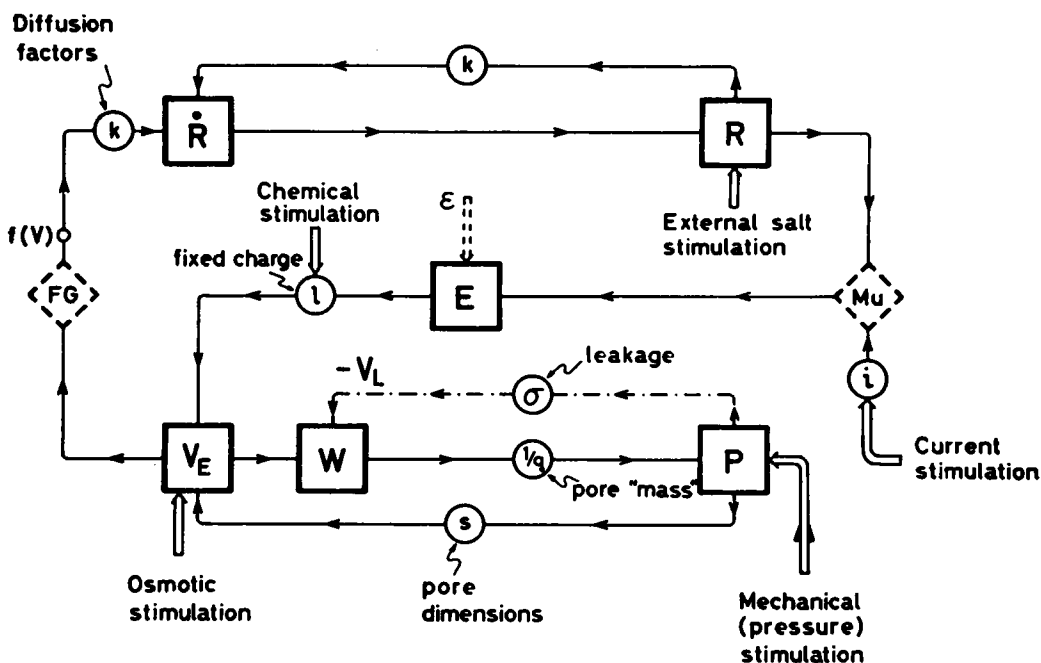 Diffusion
factors
k
k
Ṙ
R
Chemical
stimulation
ε
External salt
stimulation
f(V)
fixed charge
FG
l
E
Mu
leakage
-V_L
σ
i
V_E
W
1/q
P
Current
stimulation
pore "mass"
s
Osmotic
stimulation
pore
dimensions
Mechanical
(pressure)
stimulation